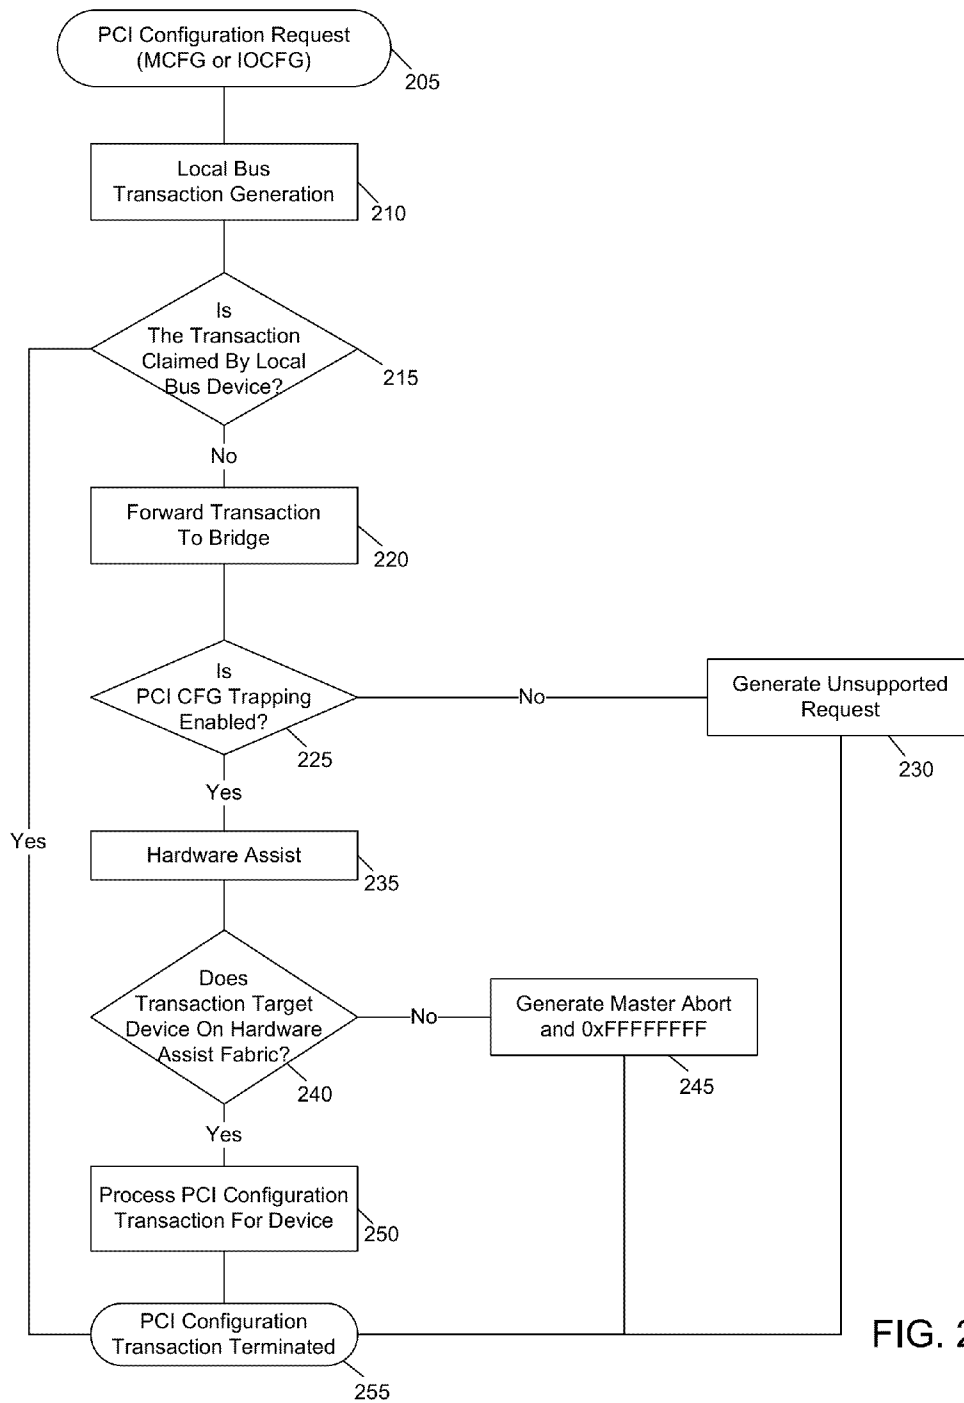 PCI Configuration Request
(MCFG or IOCFG)
205
Local Bus
Transaction Generation
210
Is
The Transaction
Claimed By Local
Bus Device?
215
No
Forward Transaction
To Bridge
220
Is
PCI CFG Trapping
Enabled?
225
No
Generate Unsupported
Request
230
Yes
Yes
Hardware Assist
235
Does
Transaction Target
Device On Hardware
Assist Fabric?
240
No
Generate Master Abort
and 0xFFFFFFFF
245
Yes
Process PCI Configuration
Transaction For Device
250
PCI Configuration
Transaction Terminated
255
FIG. 2